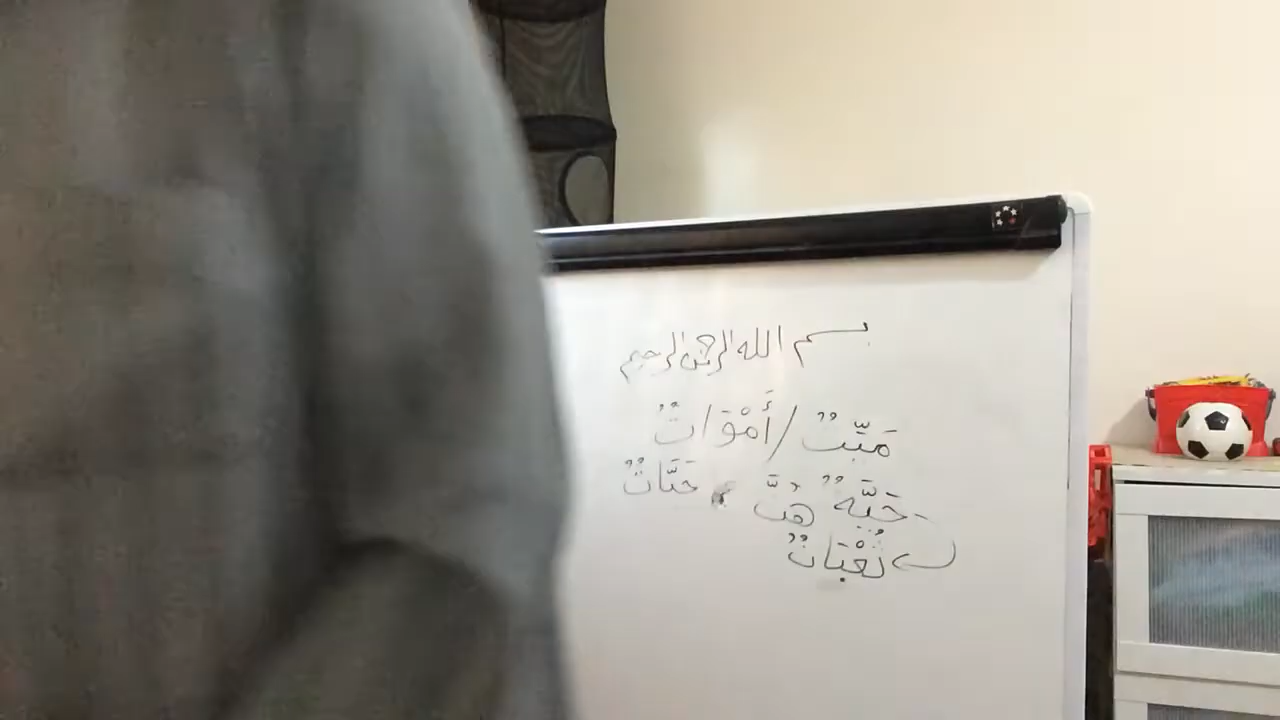 بسم الله الرحمن الرحيم
مَيِّتٌ / أَمْوَاتٌ
حَيَّةٌ هُنَّ حَيَّاتٌ
ثُعْبَانٌ